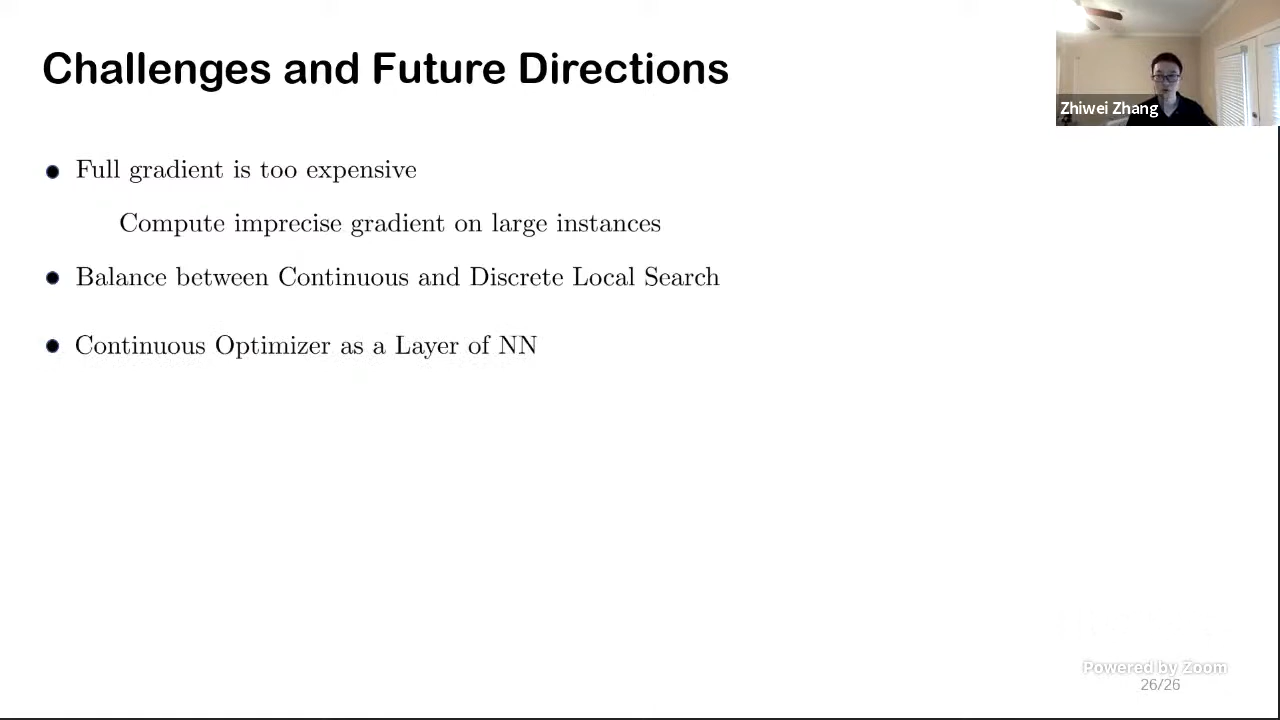 Challenges and Future Directions
Zhiwei Zhang
● Full gradient is too expensive
Compute imprecise gradient on large instances
● Balance between Continuous and Discrete Local Search
● Continuous Optimizer as a Layer of NN
Powered by Zoom
26/26